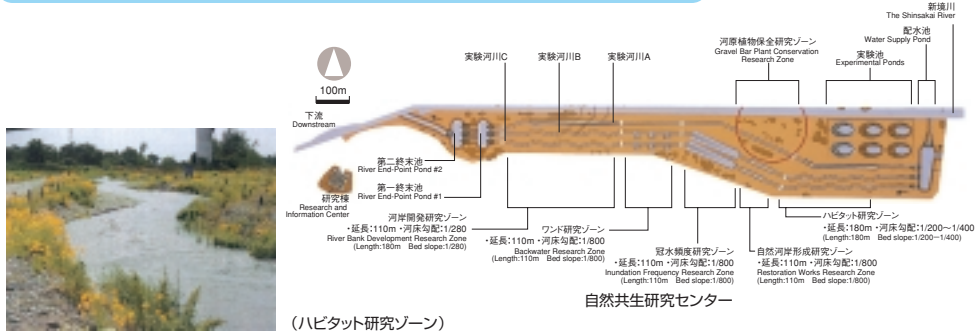 新境川
The Shinsakai River
配水池
Water Supply Pond
河原植物保全研究ゾーン
Gravel Bar Plant Conservation
Research Zone
実験池
Experimental Ponds
実験河川C
実験河川B
実験河川A
100m
下流
Downstream
第二終末池
River End-Point Pond #2
第一終末池
River End-Point Pond #1
研究棟
Research and
Information Center
河岸開発研究ゾーン
・延長:110m ・河床勾配:1/280
River Bank Development Research Zone
(Length:180m Bed slope:1/280)
ワンド研究ゾーン
・延長:110m ・河床勾配:1/800
Backwater Research Zone
(Length:110m Bed slope:1/800)
冠水頻度研究ゾーン
・延長:110m ・河床勾配:1/800
Inundation Frequency Research Zone
(Length:110m Bed slope:1/800)
自然河岸形成研究ゾーン
・延長:110m ・河床勾配:1/800
Restoration Works Research Zone
(Length:110m Bed slope:1/800)
ハビタット研究ゾーン
・延長:180m ・河床勾配:1/200〜1/400
(Length:180m Bed slope:1/200−1/400)
自然共生研究センター
(ハビタット研究ゾーン)